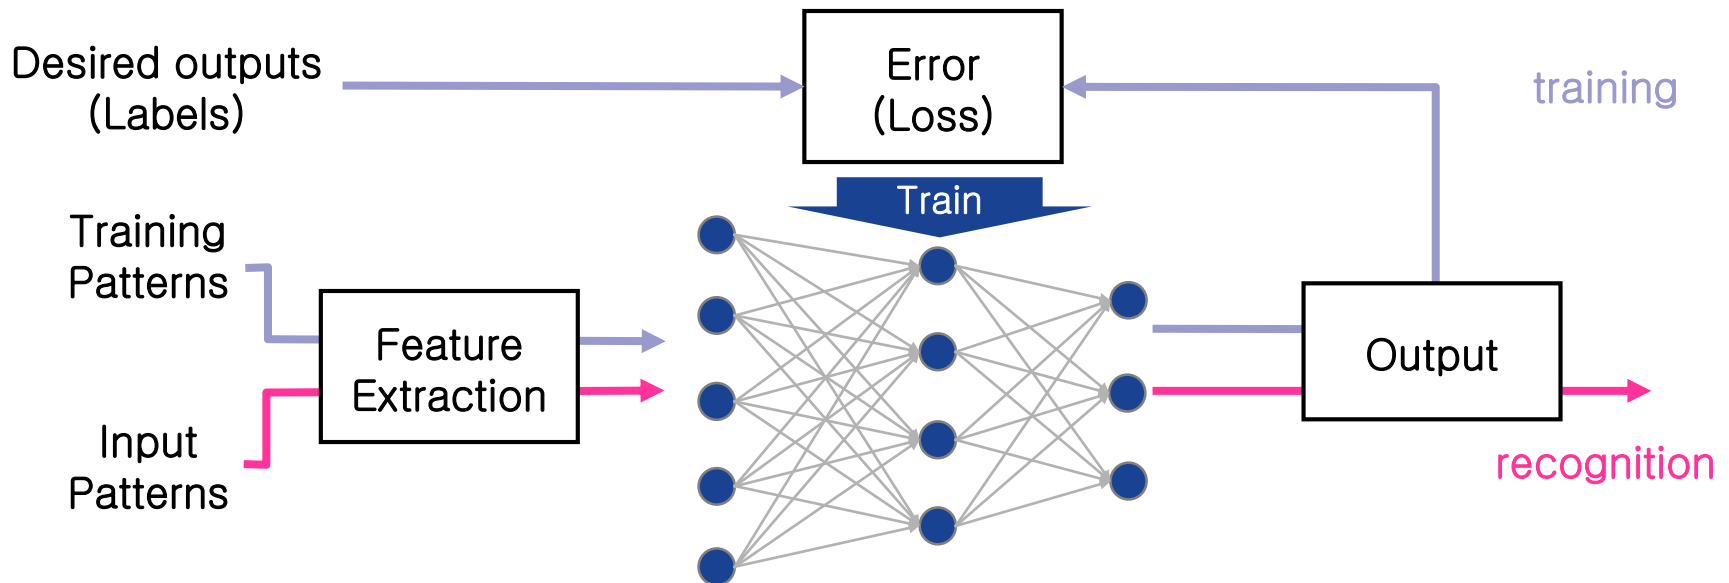 Desired outputs
(Labels)
Error
(Loss)
training
Train
Training
Patterns
Feature
Extraction
Output
Input
Patterns
recognition